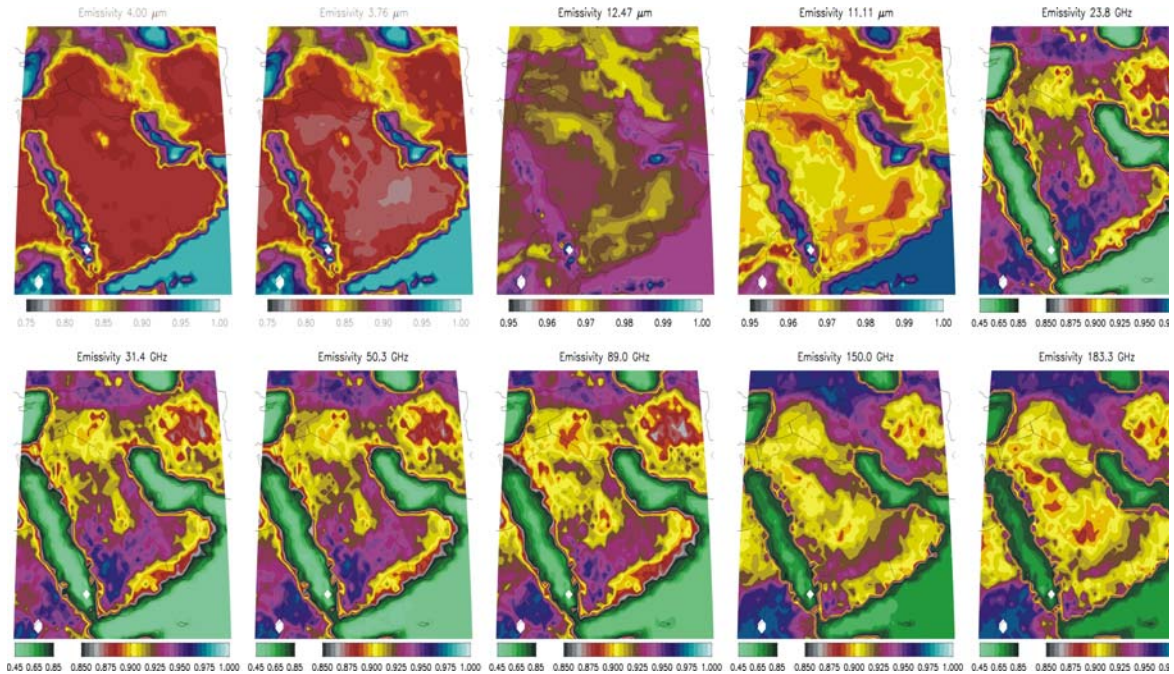 Emissivity 4.00 μm
Emissivity 3.76 μm
Emissivity 12.47 μm
Emissivity 11.11 μm
Emissivity 23.8 GHz
0.75 0.80 0.85 0.90 0.95 1.00
0.75 0.80 0.85 0.90 0.95 1.00
0.95 0.96 0.97 0.98 0.99 1.00
0.95 0.96 0.97 0.98 0.99 1.00
0.45 0.65 0.85 0.850 0.875 0.900 0.925 0.950
Emissivity 31.4 GHz
Emissivity 50.3 GHz
Emissivity 89.0 GHz
Emissivity 150.0 GHz
Emissivity 183.3 GHz
0.45 0.65 0.85 0.850 0.875 0.900 0.925 0.950 0.975 1.000
0.45 0.65 0.85 0.850 0.875 0.900 0.925 0.950 0.975 1.000
0.45 0.65 0.85 0.850 0.875 0.900 0.925 0.950 0.975 1.000
0.45 0.65 0.85 0.850 0.875 0.900 0.925 0.950 0.975 1.000
0.45 0.65 0.85 0.850 0.875 0.900 0.925 0.950